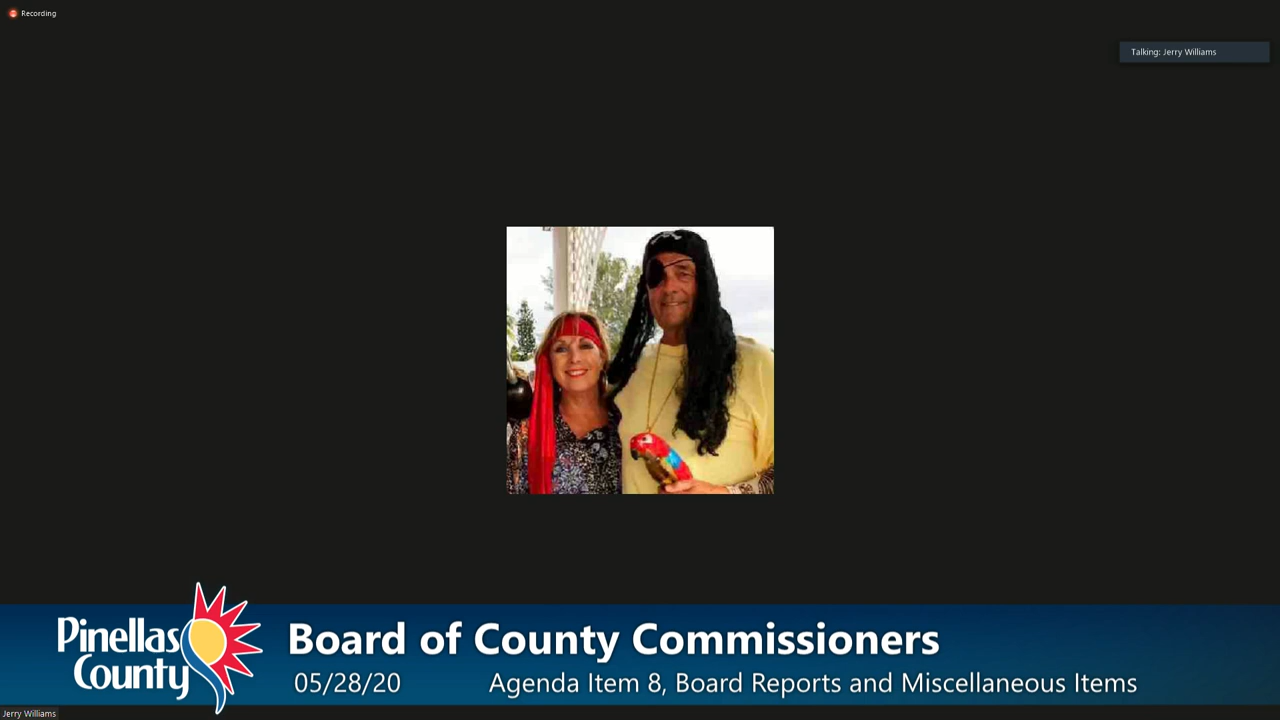 Recording
Talking: Jerry Williams
Pinellas
County
Board of County Commissioners
05/28/20
Agenda Item 8, Board Reports and Miscellaneous Items
Jerry Williams